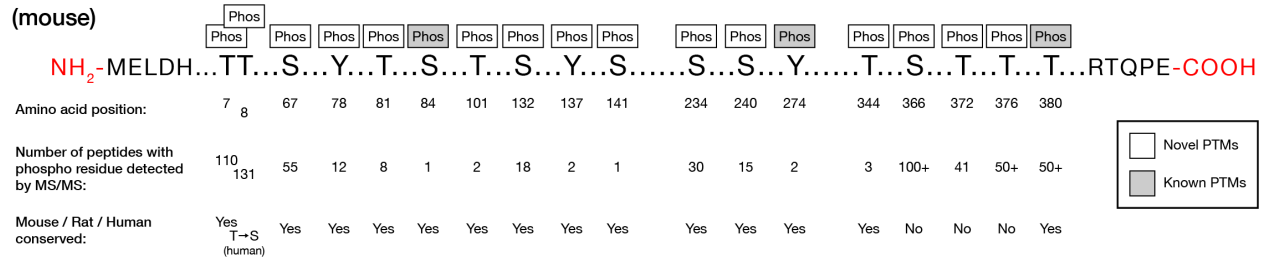 (mouse)
Phos
Phos Phos Phos Phos Phos Phos Phos Phos Phos Phos Phos Phos Phos Phos Phos Phos Phos
NH2-MELDH...TT...S...Y...T...S...T...S...Y...S......S...S...Y......T...S...T...T...T...RTQPE-COOH
Amino acid position: 7 8 67 78 81 84 101 132 137 141 234 240 274 344 366 372 376 380
Number of peptides with
phospho residue detected 110 131 55 12 8 1 2 18 2 1 30 15 2 3 100+ 41 50+ 50+
by MS/MS:
Mouse / Rat / Human Yes Yes Yes Yes Yes Yes Yes Yes Yes Yes Yes Yes Yes No No No Yes
conserved: T→S
(human)
Novel PTMs
Known PTMs